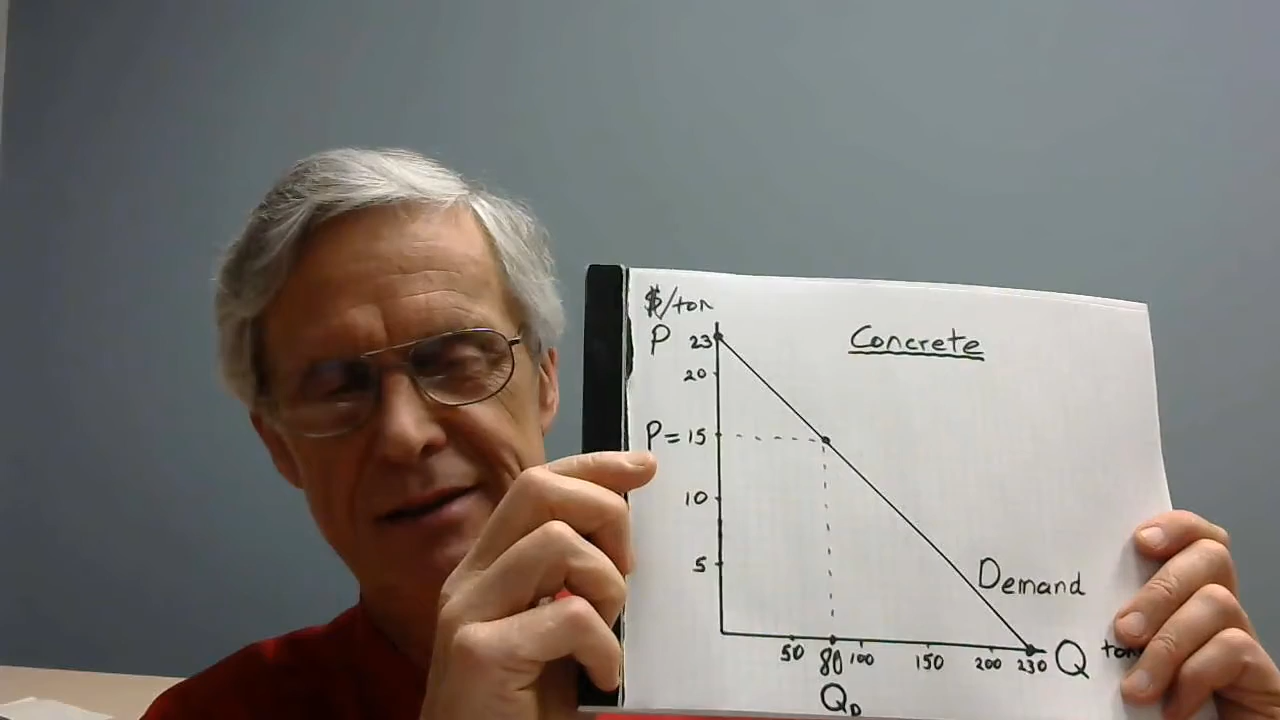 $/ton
P 23
Concrete
20
P = 15
10
5
Demand
50 80 100 150 200 230 Q
Q_D